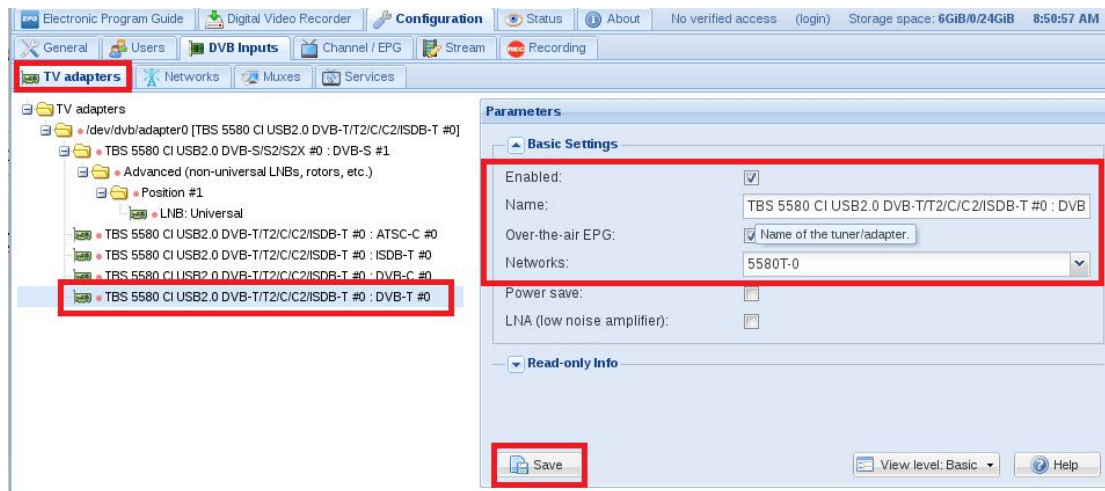 EPG Electronic Program Guide Digital Video Recorder Configuration Status About No verified access (login) Storage space: 6GiB/0/24GiB 8:50:57 AM
General Users DVB Inputs Channel / EPG Stream REC Recording
TV adapters Networks Muxes Services
TV adapters
/dev/dvb/adapter0 [TBS 5580 CI USB2.0 DVB-T/T2/C/C2/ISDB-T #0]
TBS 5580 CI USB2.0 DVB-S/S2/S2X #0 : DVB-S #1
Advanced (non-universal LNBs, rotors, etc.)
Position #1
LNB: Universal
TBS 5580 CI USB2.0 DVB-T/T2/C/C2/ISDB-T #0 : ATSC-C #0
TBS 5580 CI USB2.0 DVB-T/T2/C/C2/ISDB-T #0 : ISDB-T #0
TBS 5580 CI USB2.0 DVB-T/T2/C/C2/ISDB-T #0 : DVB-C #0
TBS 5580 CI USB2.0 DVB-T/T2/C/C2/ISDB-T #0 : DVB-T #0
Parameters
Basic Settings
Enabled:
Name: TBS 5580 CI USB2.0 DVB-T/T2/C/C2/ISDB-T #0 : DVB
Over-the-air EPG: Name of the tuner/adapter.
Networks: 5580T-0
Power save:
LNA (low noise amplifier):
Read-only Info
Save View level: Basic Help